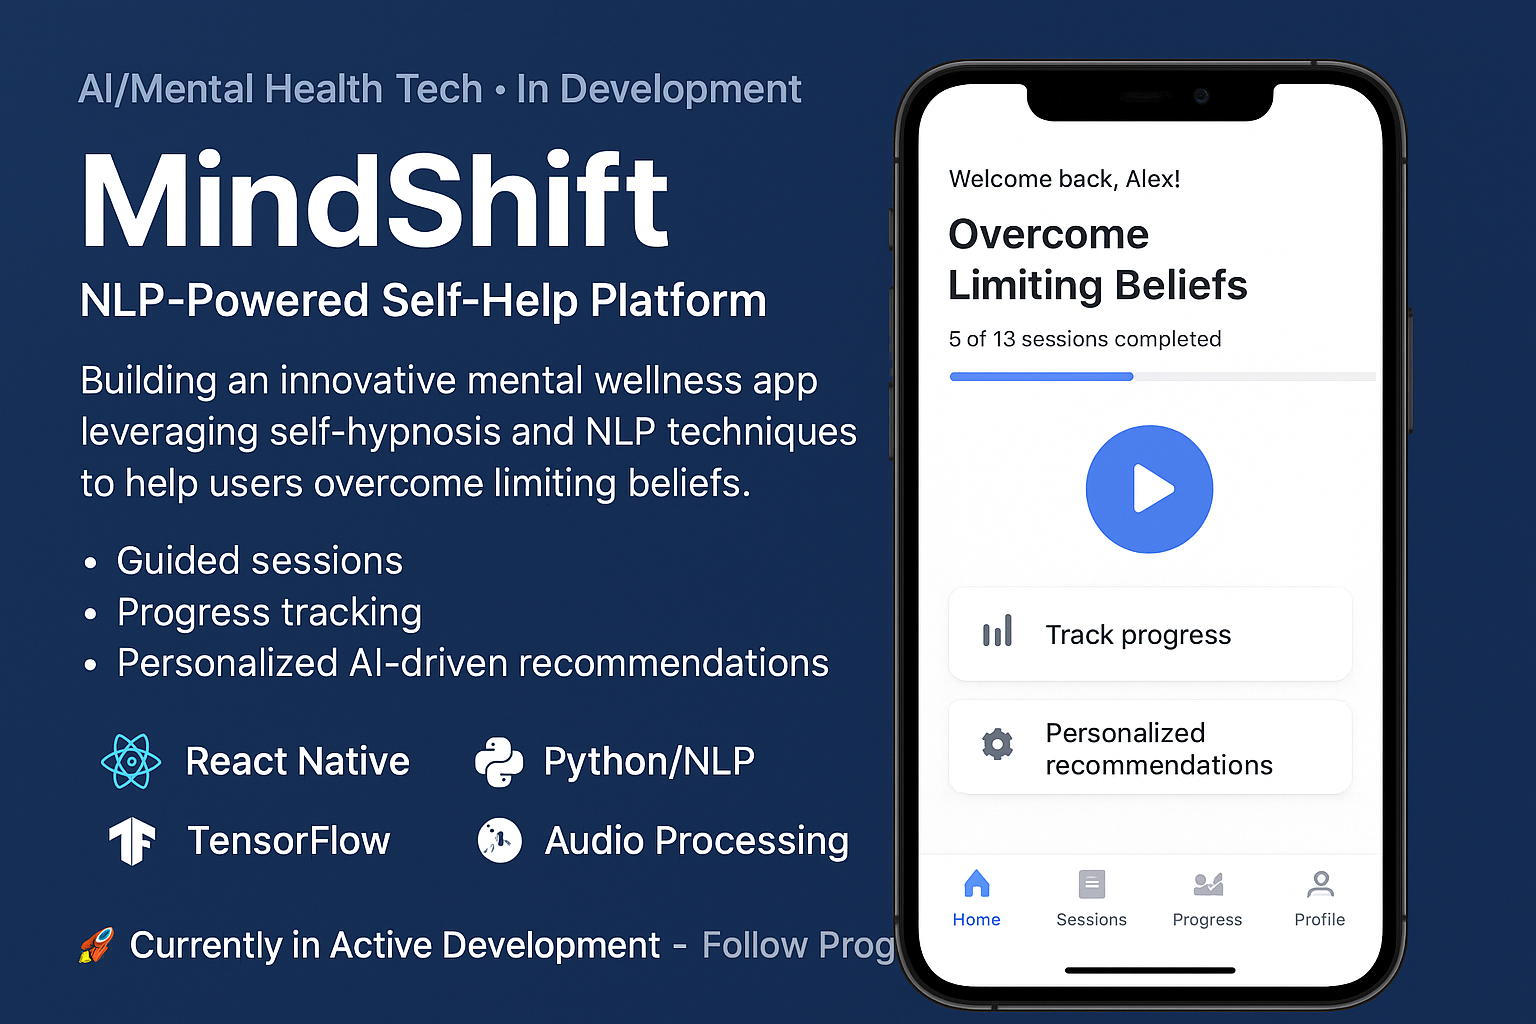 AI/Mental Health Tech • In Development
MindShift
NLP-Powered Self-Help Platform
Building an innovative mental wellness app
leveraging self-hypnosis and NLP techniques
to help users overcome limiting beliefs.
• Guided sessions
• Progress tracking
• Personalized AI-driven recommendations
React Native
Python/NLP
TensorFlow
Audio Processing
🚀 Currently in Active Development - Follow Prog
Welcome back, Alex!
Overcome
Limiting Beliefs
5 of 13 sessions completed
Track progress
Personalized
recommendations
Home
Sessions
Progress
Profile